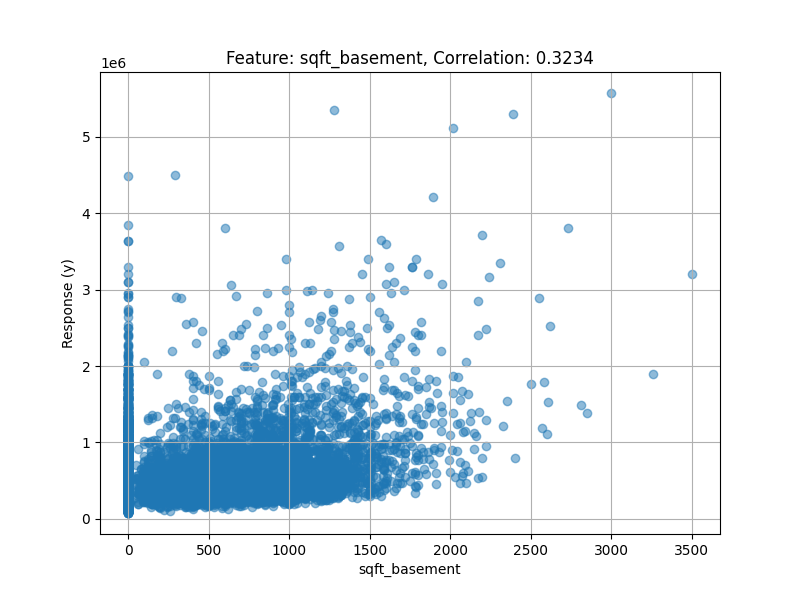 Feature: sqft_basement, Correlation: 0.3234
1e6
5
4
3
2
1
0
Response (y)
0 500 1000 1500 2000 2500 3000 3500
sqft_basement